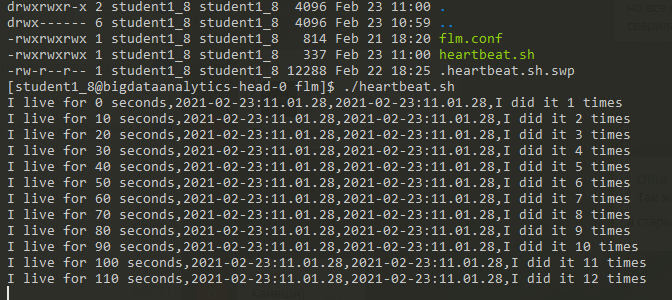 drwxrwxr-x 2 student1_8 student1_8  4096 Feb 23 11:00 .
drwx------ 6 student1_8 student1_8  4096 Feb 23 10:59 ..
-rwxrwxrwx 1 student1_8 student1_8   814 Feb 21 18:20 flm.conf
-rwxrwxrwx 1 student1_8 student1_8   337 Feb 23 11:00 heartbeat.sh
-rw-r--r-- 1 student1_8 student1_8 12288 Feb 22 18:25 .heartbeat.sh.swp
[student1_8@bigdataanalytics-head-0 flm]$ ./heartbeat.sh
I live for 0 seconds,2021-02-23:11.01.28,2021-02-23:11.01.28,I did it 1 times
I live for 10 seconds,2021-02-23:11.01.28,2021-02-23:11.01.28,I did it 2 times
I live for 20 seconds,2021-02-23:11.01.28,2021-02-23:11.01.28,I did it 3 times
I live for 30 seconds,2021-02-23:11.01.28,2021-02-23:11.01.28,I did it 4 times
I live for 40 seconds,2021-02-23:11.01.28,2021-02-23:11.01.28,I did it 5 times
I live for 50 seconds,2021-02-23:11.01.28,2021-02-23:11.01.28,I did it 6 times
I live for 60 seconds,2021-02-23:11.01.28,2021-02-23:11.01.28,I did it 7 times
I live for 70 seconds,2021-02-23:11.01.28,2021-02-23:11.01.28,I did it 8 times
I live for 80 seconds,2021-02-23:11.01.28,2021-02-23:11.01.28,I did it 9 times
I live for 90 seconds,2021-02-23:11.01.28,2021-02-23:11.01.28,I did it 10 times
I live for 100 seconds,2021-02-23:11.01.28,2021-02-23:11.01.28,I did it 11 times
I live for 110 seconds,2021-02-23:11.01.28,2021-02-23:11.01.28,I did it 12 times